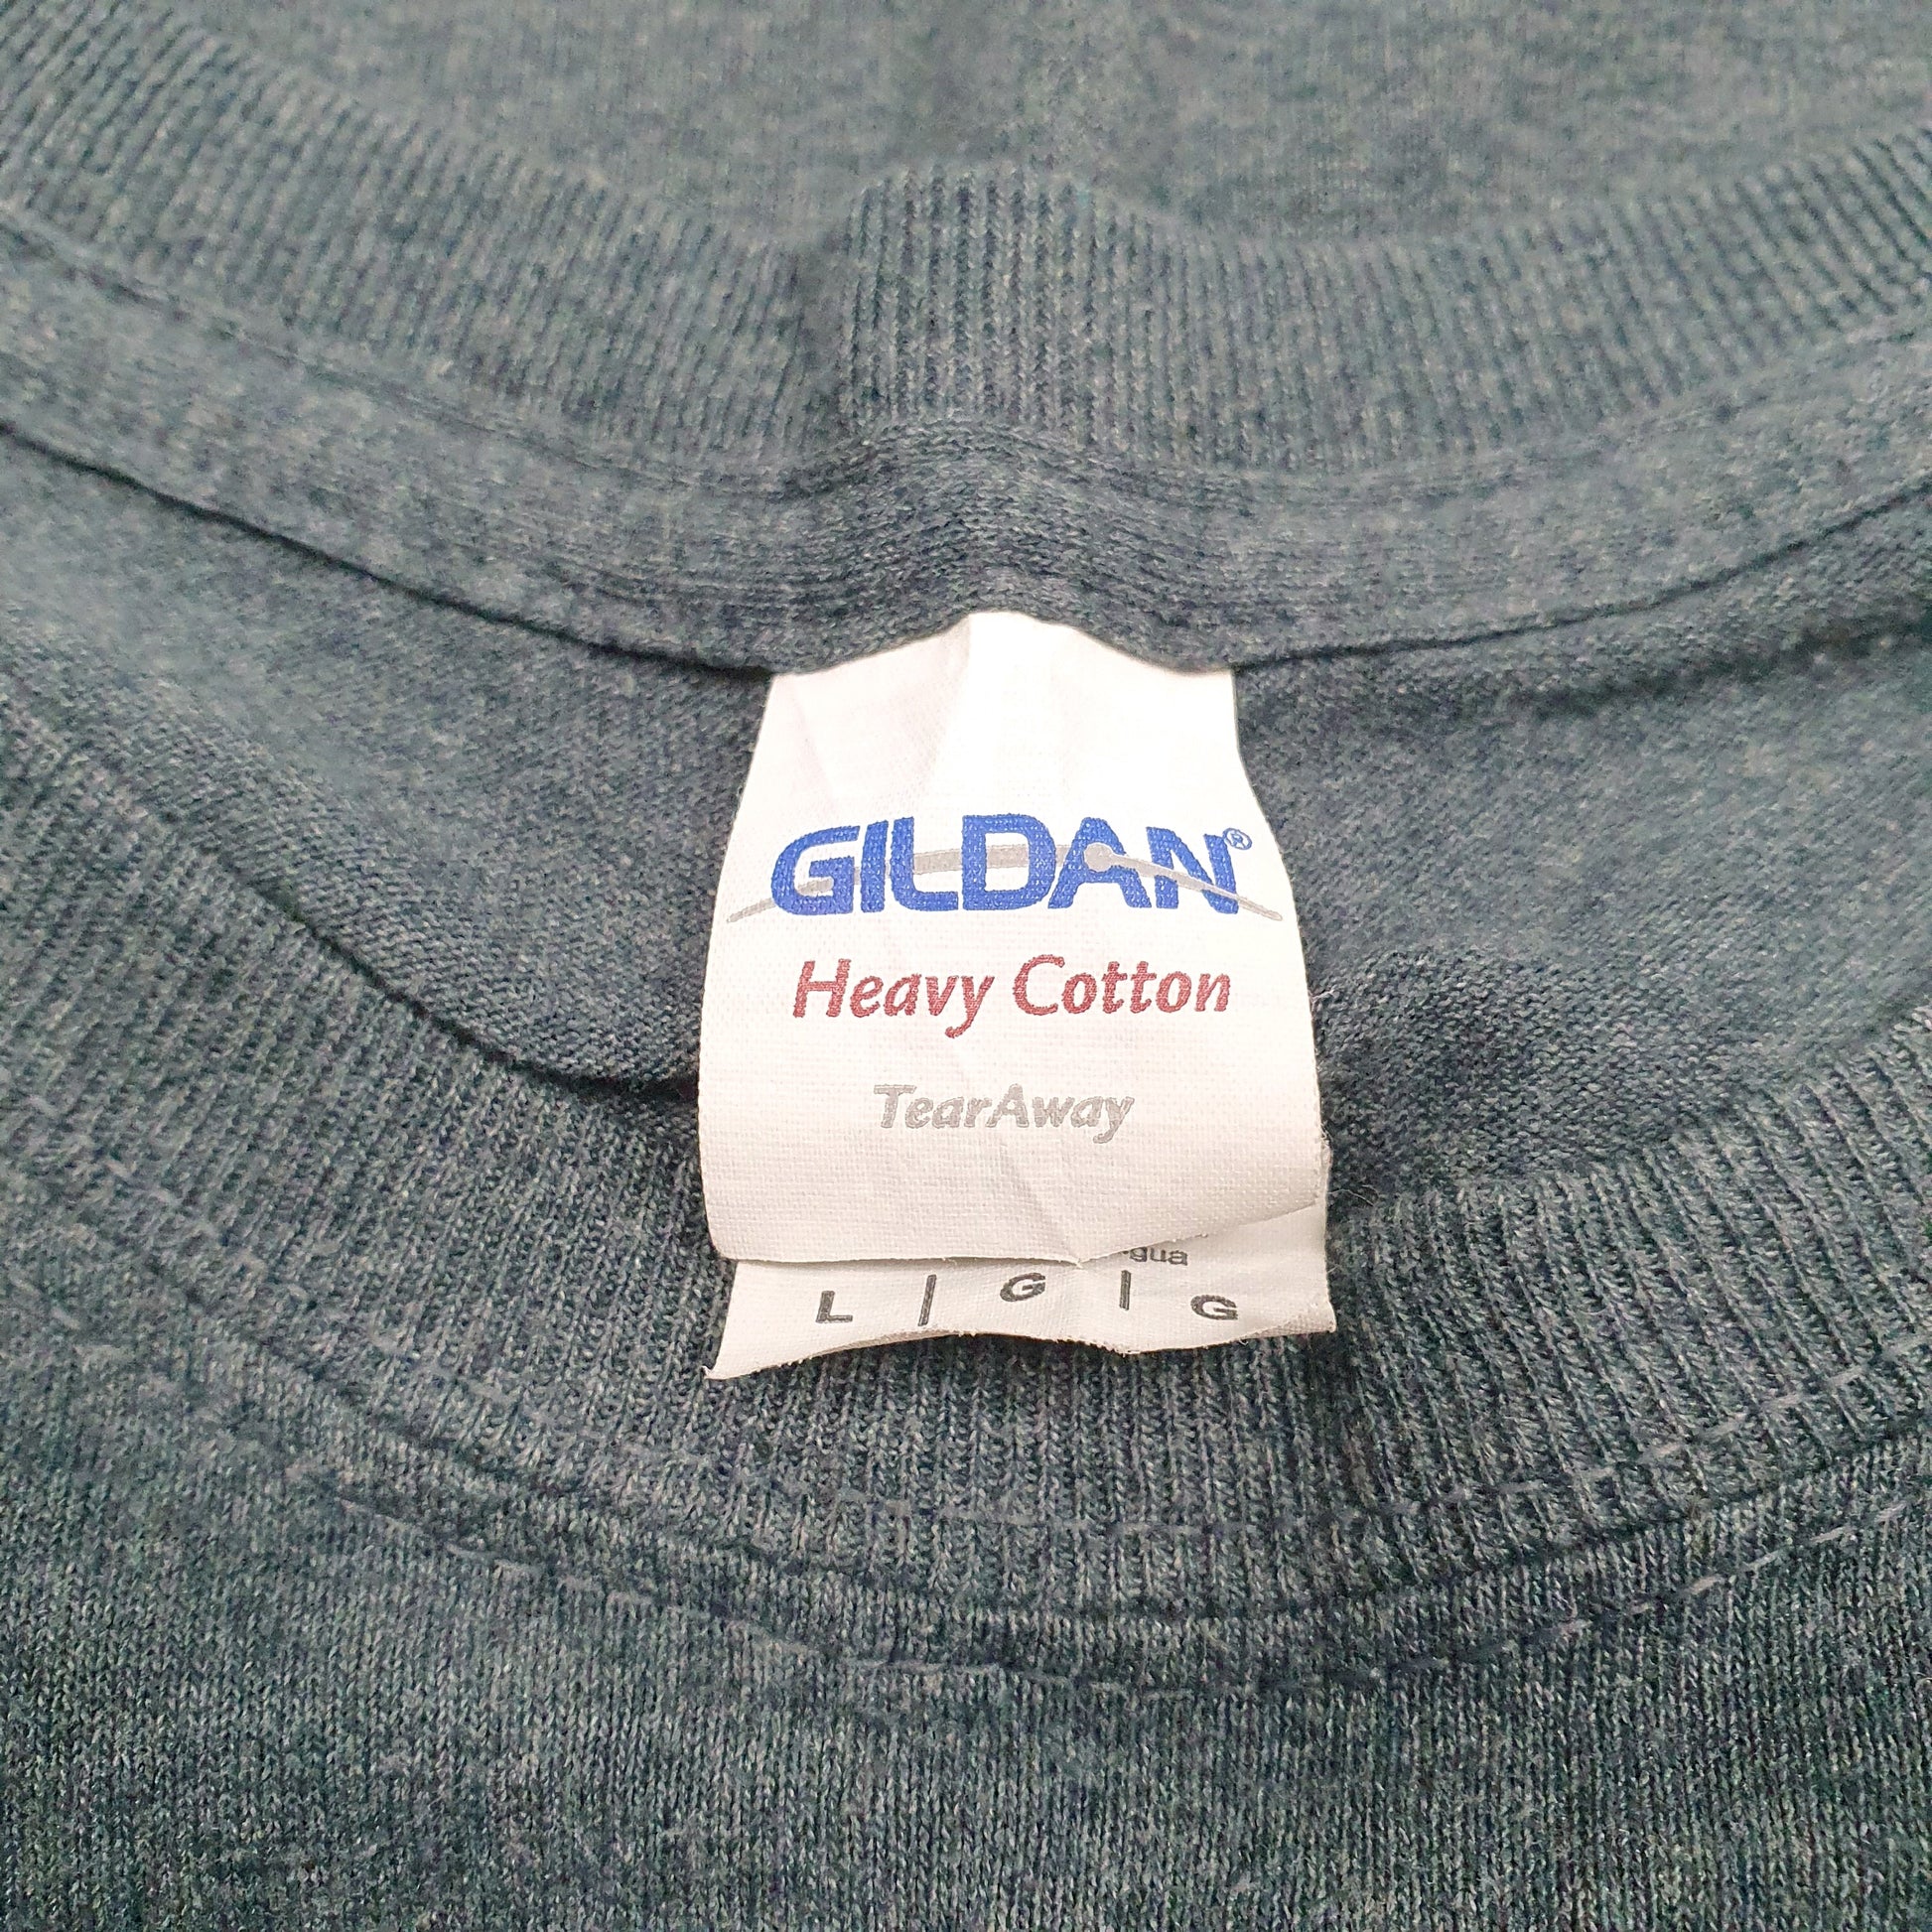 GILDAN®
Heavy Cotton
TearAway
L | G | G